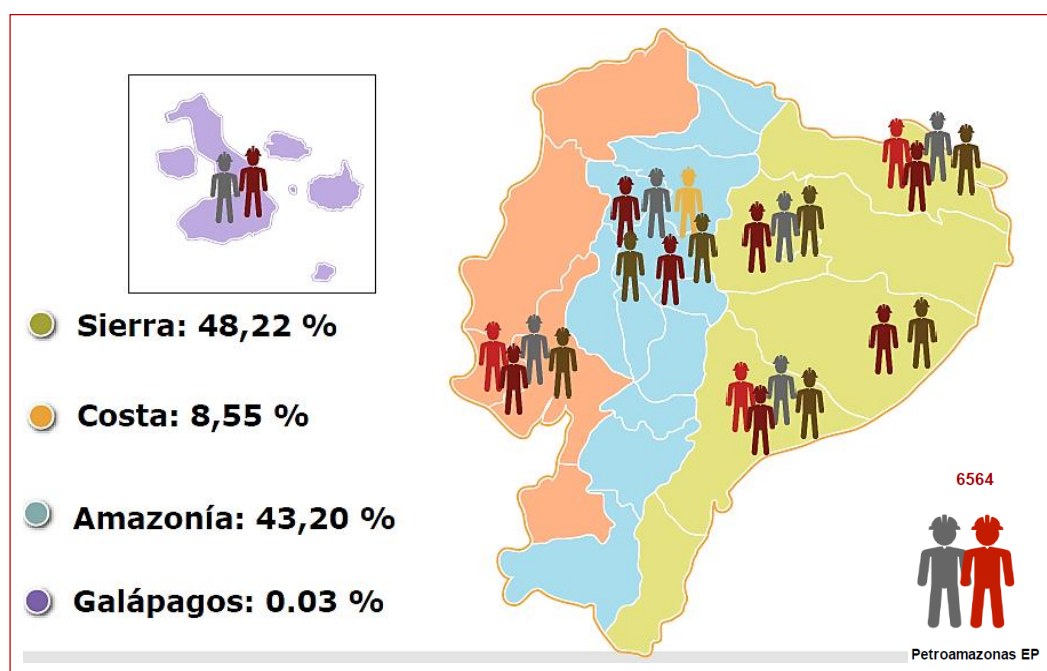 Sierra: 48,22 %
Costa: 8,55 %
Amazonía: 43,20 %
Galápagos: 0.03 %
6564
Petroamazonas EP